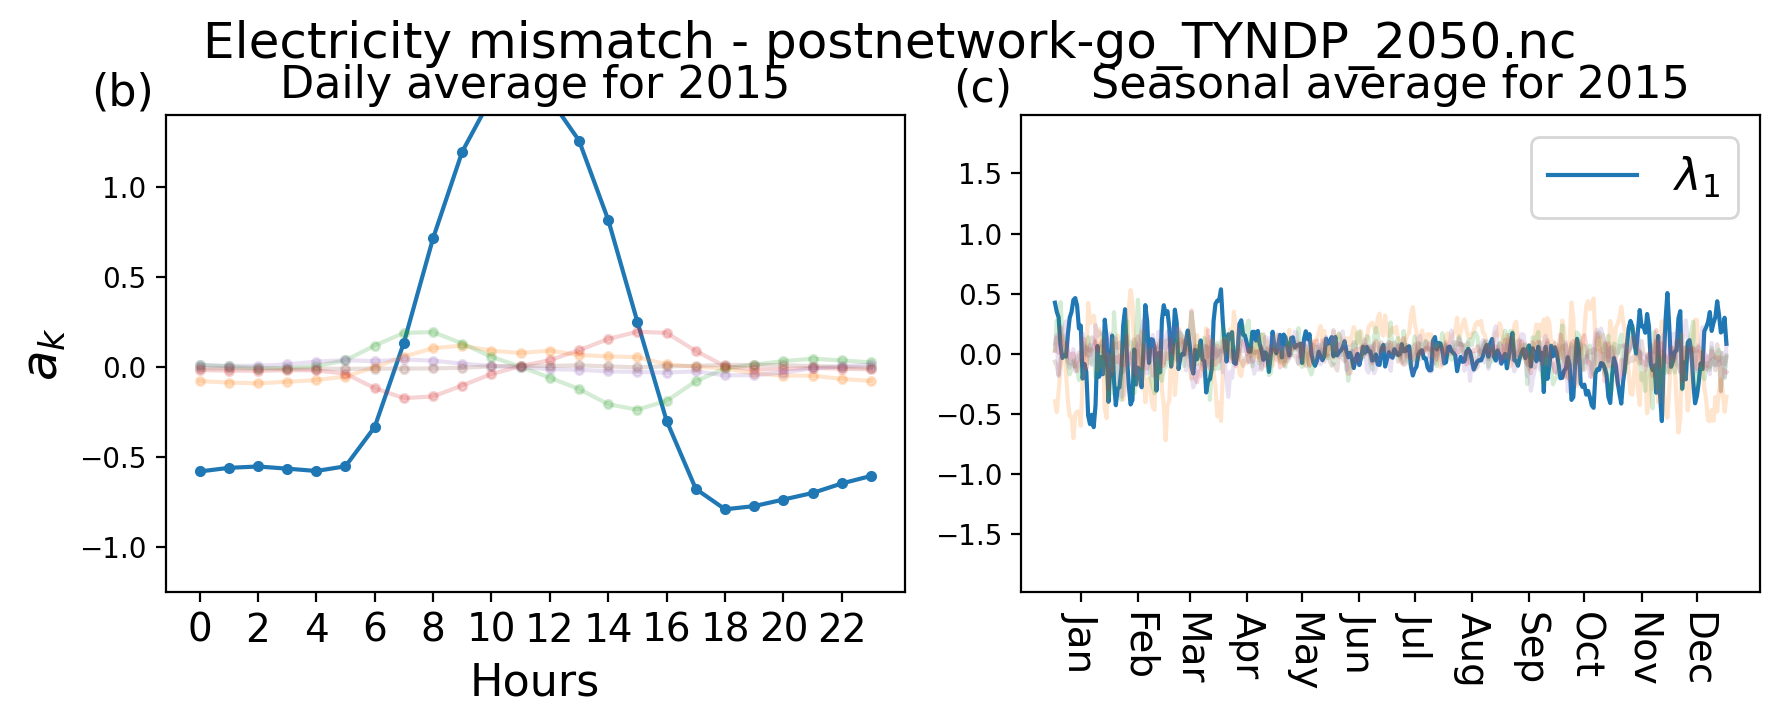 Electricity mismatch - postnetwork-go_TYNDP_2050.nc
(b) Daily average for 2015
(c) Seasonal average for 2015
a_k
1.0
0.5
0.0
−0.5
−1.0
0 2 4 6 8 10 12 14 16 18 20 22
Hours
1.5
1.0
0.5
0.0
−0.5
−1.0
−1.5
λ₁
Jan Feb Mar Apr May Jun Jul Aug Sep Oct Nov Dec